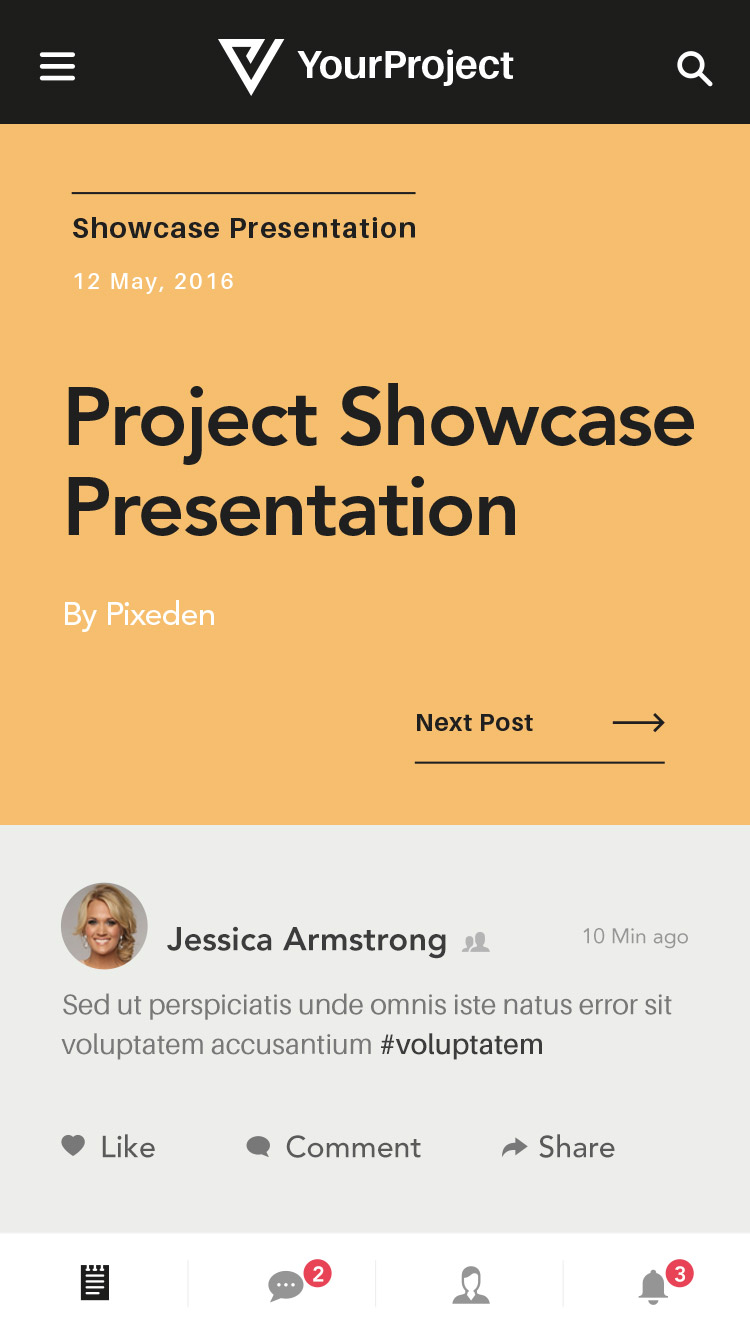 YourProject
Showcase Presentation
12 May, 2016
Project Showcase
Presentation
By Pixeden
Next Post
Jessica Armstrong
10 Min ago
Sed ut perspiciatis unde omnis iste natus error sit
voluptatem accusantium #voluptatem
Like Comment Share
2 3